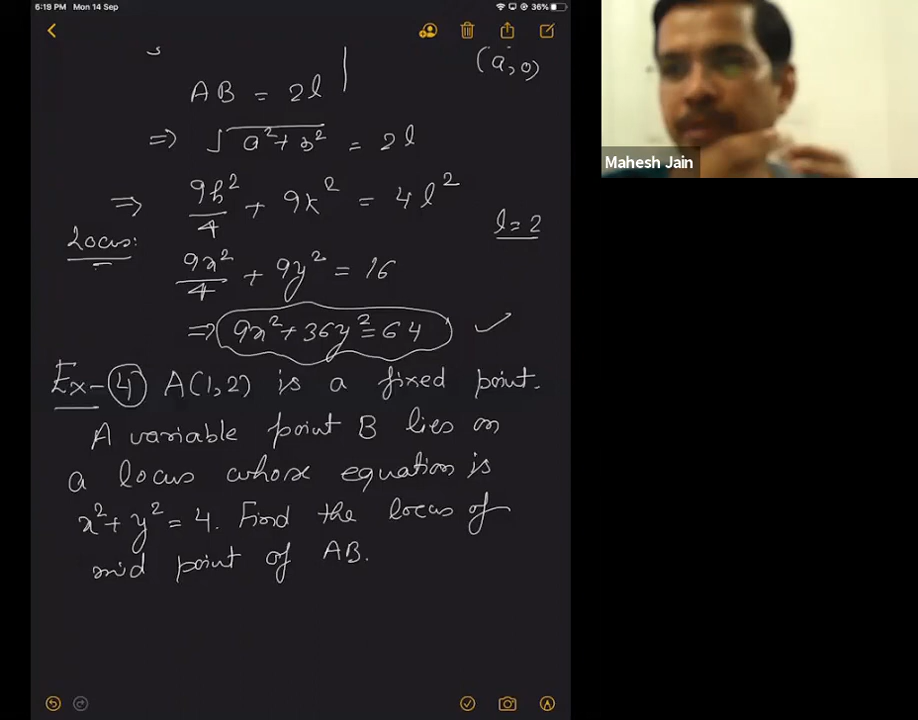 6:19 PM Mon 14 Sep
36%
(a, 0)
AB = 2l
⇒ √(a² + b²) = 2l
⇒ 9h²/4 + 9k² = 4l²
l = 2
Locus:
9x²/4 + 9y² = 16
⇒ 9x² + 36y² = 64 ✓
Ex-④ A(1,2) is a fixed point.
A variable point B lies on
a locus whose equation is
x² + y² = 4. Find the locus of
mid point of AB.
Mahesh Jain